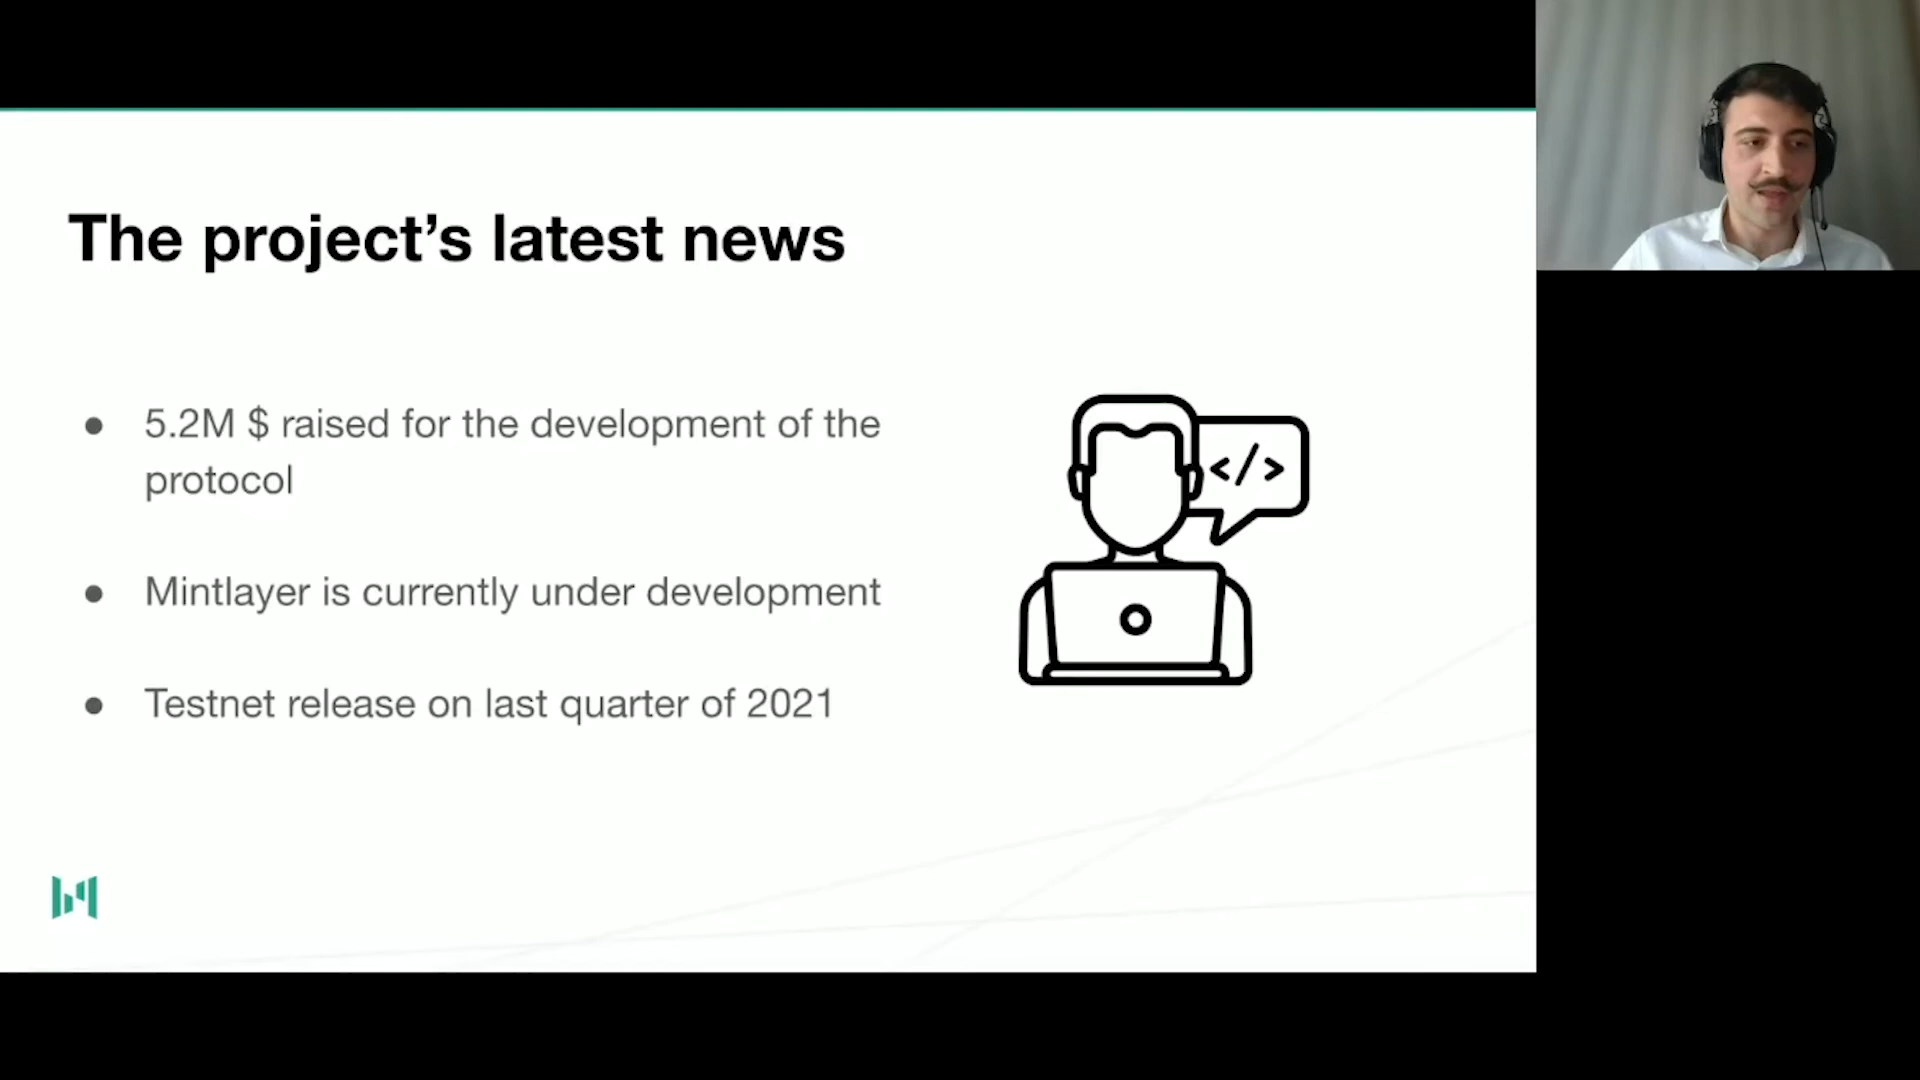 The project’s latest news
● 5.2M $ raised for the development of the
protocol
● Mintlayer is currently under development
● Testnet release on last quarter of 2021
</>